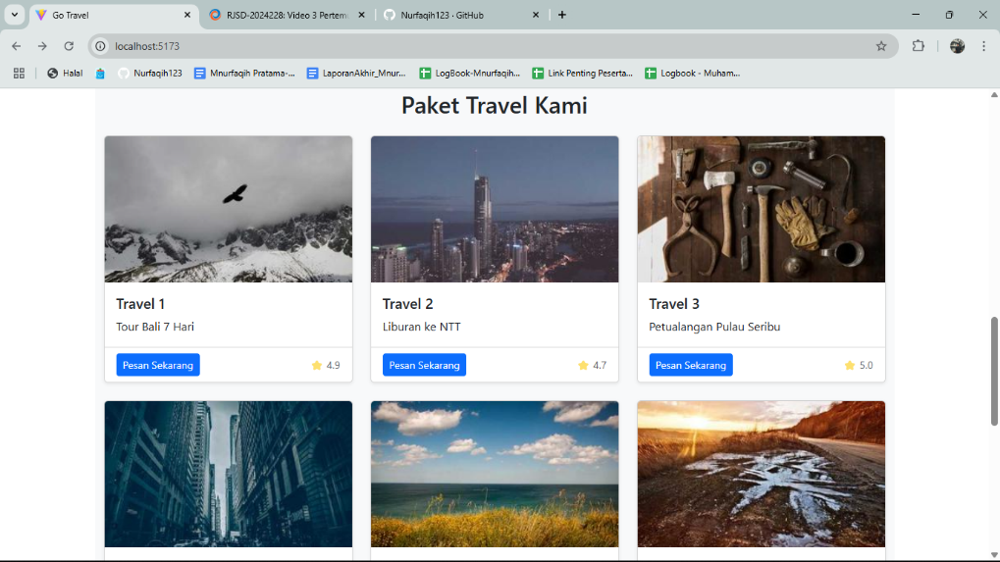 Go Travel
RJSD-2024228: Video 3 Pertem
Nurfaqih123 · GitHub
localhost:5173
Halal
Nurfaqih123
Mnurfaqih Pratama-...
LaporanAkhir_Mnur...
LogBook-Mnurfaqih...
Link Penting Peserta...
Logbook - Muham...
Paket Travel Kami
Travel 1
Tour Bali 7 Hari
Pesan Sekarang
4.9
Travel 2
Liburan ke NTT
Pesan Sekarang
4.7
Travel 3
Petualangan Pulau Seribu
Pesan Sekarang
5.0